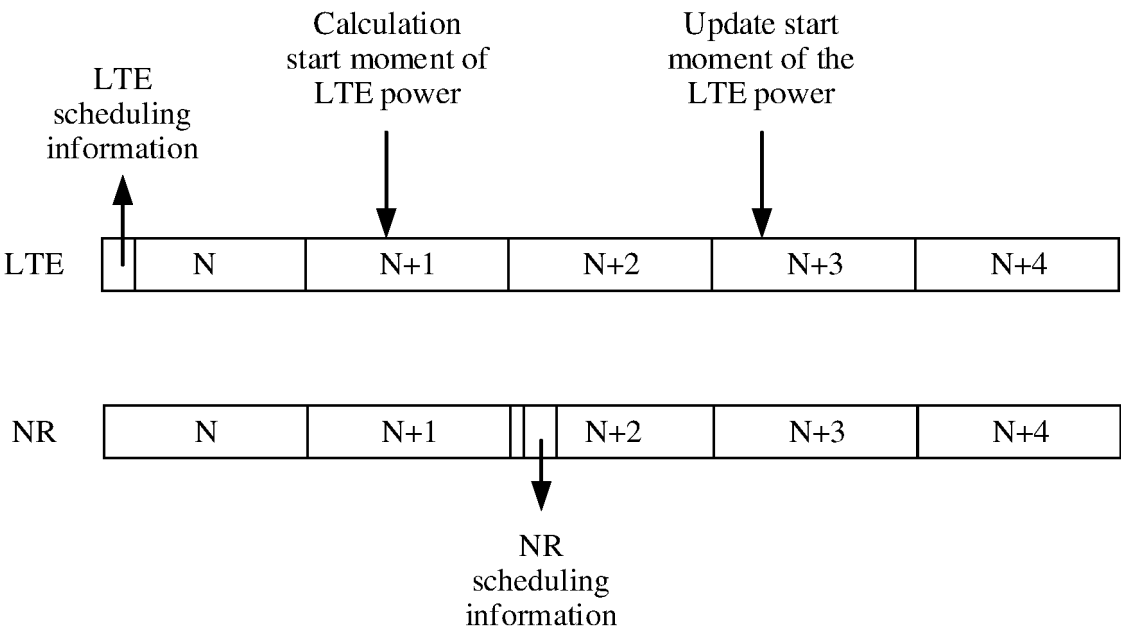 Calculation
start moment of
LTE power
Update start
moment of the
LTE power
LTE
scheduling
information
LTE N N+1 N+2 N+3 N+4
NR N N+1 N+2 N+3 N+4
NR
scheduling
information